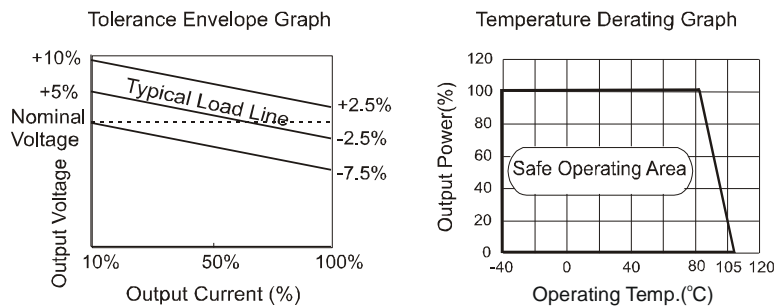 Tolerance Envelope Graph
+10%
+5%
Nominal
Voltage
Output Voltage
Typical Load Line
+2.5%
-2.5%
-7.5%
10%
50%
100%
Output Current (%)
Temperature Derating Graph
Output Power(%)
120
100
80
60
40
20
0
Safe Operating Area
-40
0
40
80
105
120
Operating Temp.(°C)